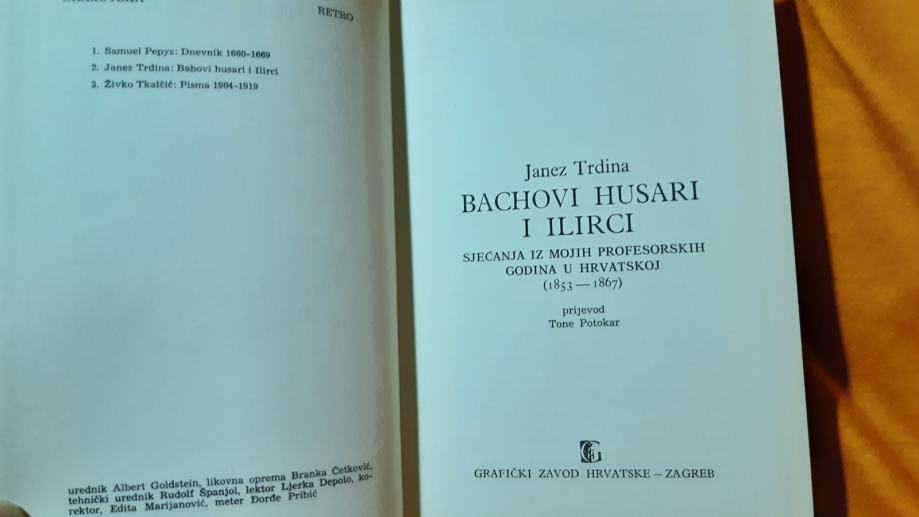 RETRO
1. Samuel Pepys: Dnevnik 1660-1669
2. Janez Trdina: Bahovi husari i Ilirci
3. Živko Tkalčić: Pisma 1904-1919
urednik Albert Goldstein, likovna oprema Branka Četković,
tehnički urednik Rudolf Španjol, lektor Ljerka Depolo, ko-
rektor, Edita Marijanović, meter Đorđe Pribić
Janez Trdina
BACHOVI HUSARI
I ILIRCI
SJEĆANJA IZ MOJIH PROFESORSKIH
GODINA U HRVATSKOJ
(1853 — 1867)
prijevod
Tone Potokar
GRAFIČKI ZAVOD HRVATSKE – ZAGREB